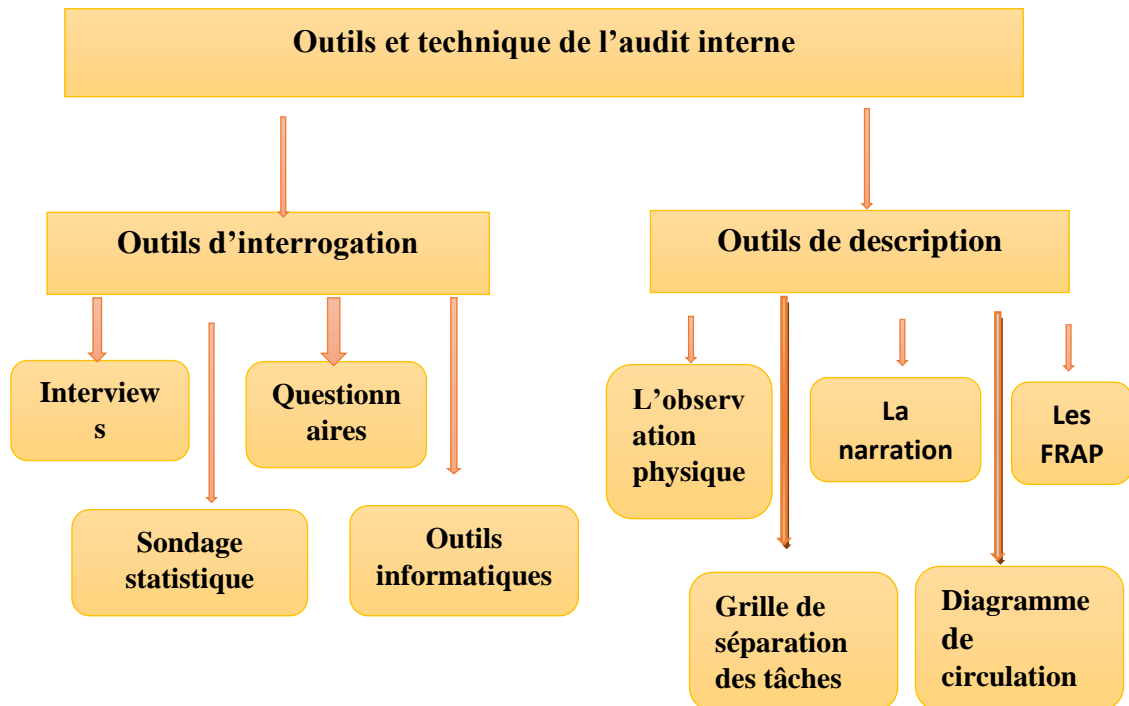 Outils et technique de l’audit interne
Outils d’interrogation
Outils de description
Interview
s
Questionn
aires
L’observ
ation
physique
La
narration
Les
FRAP
Sondage
statistique
Outils
informatiques
Grille de
séparation
des tâches
Diagramme
de
circulation